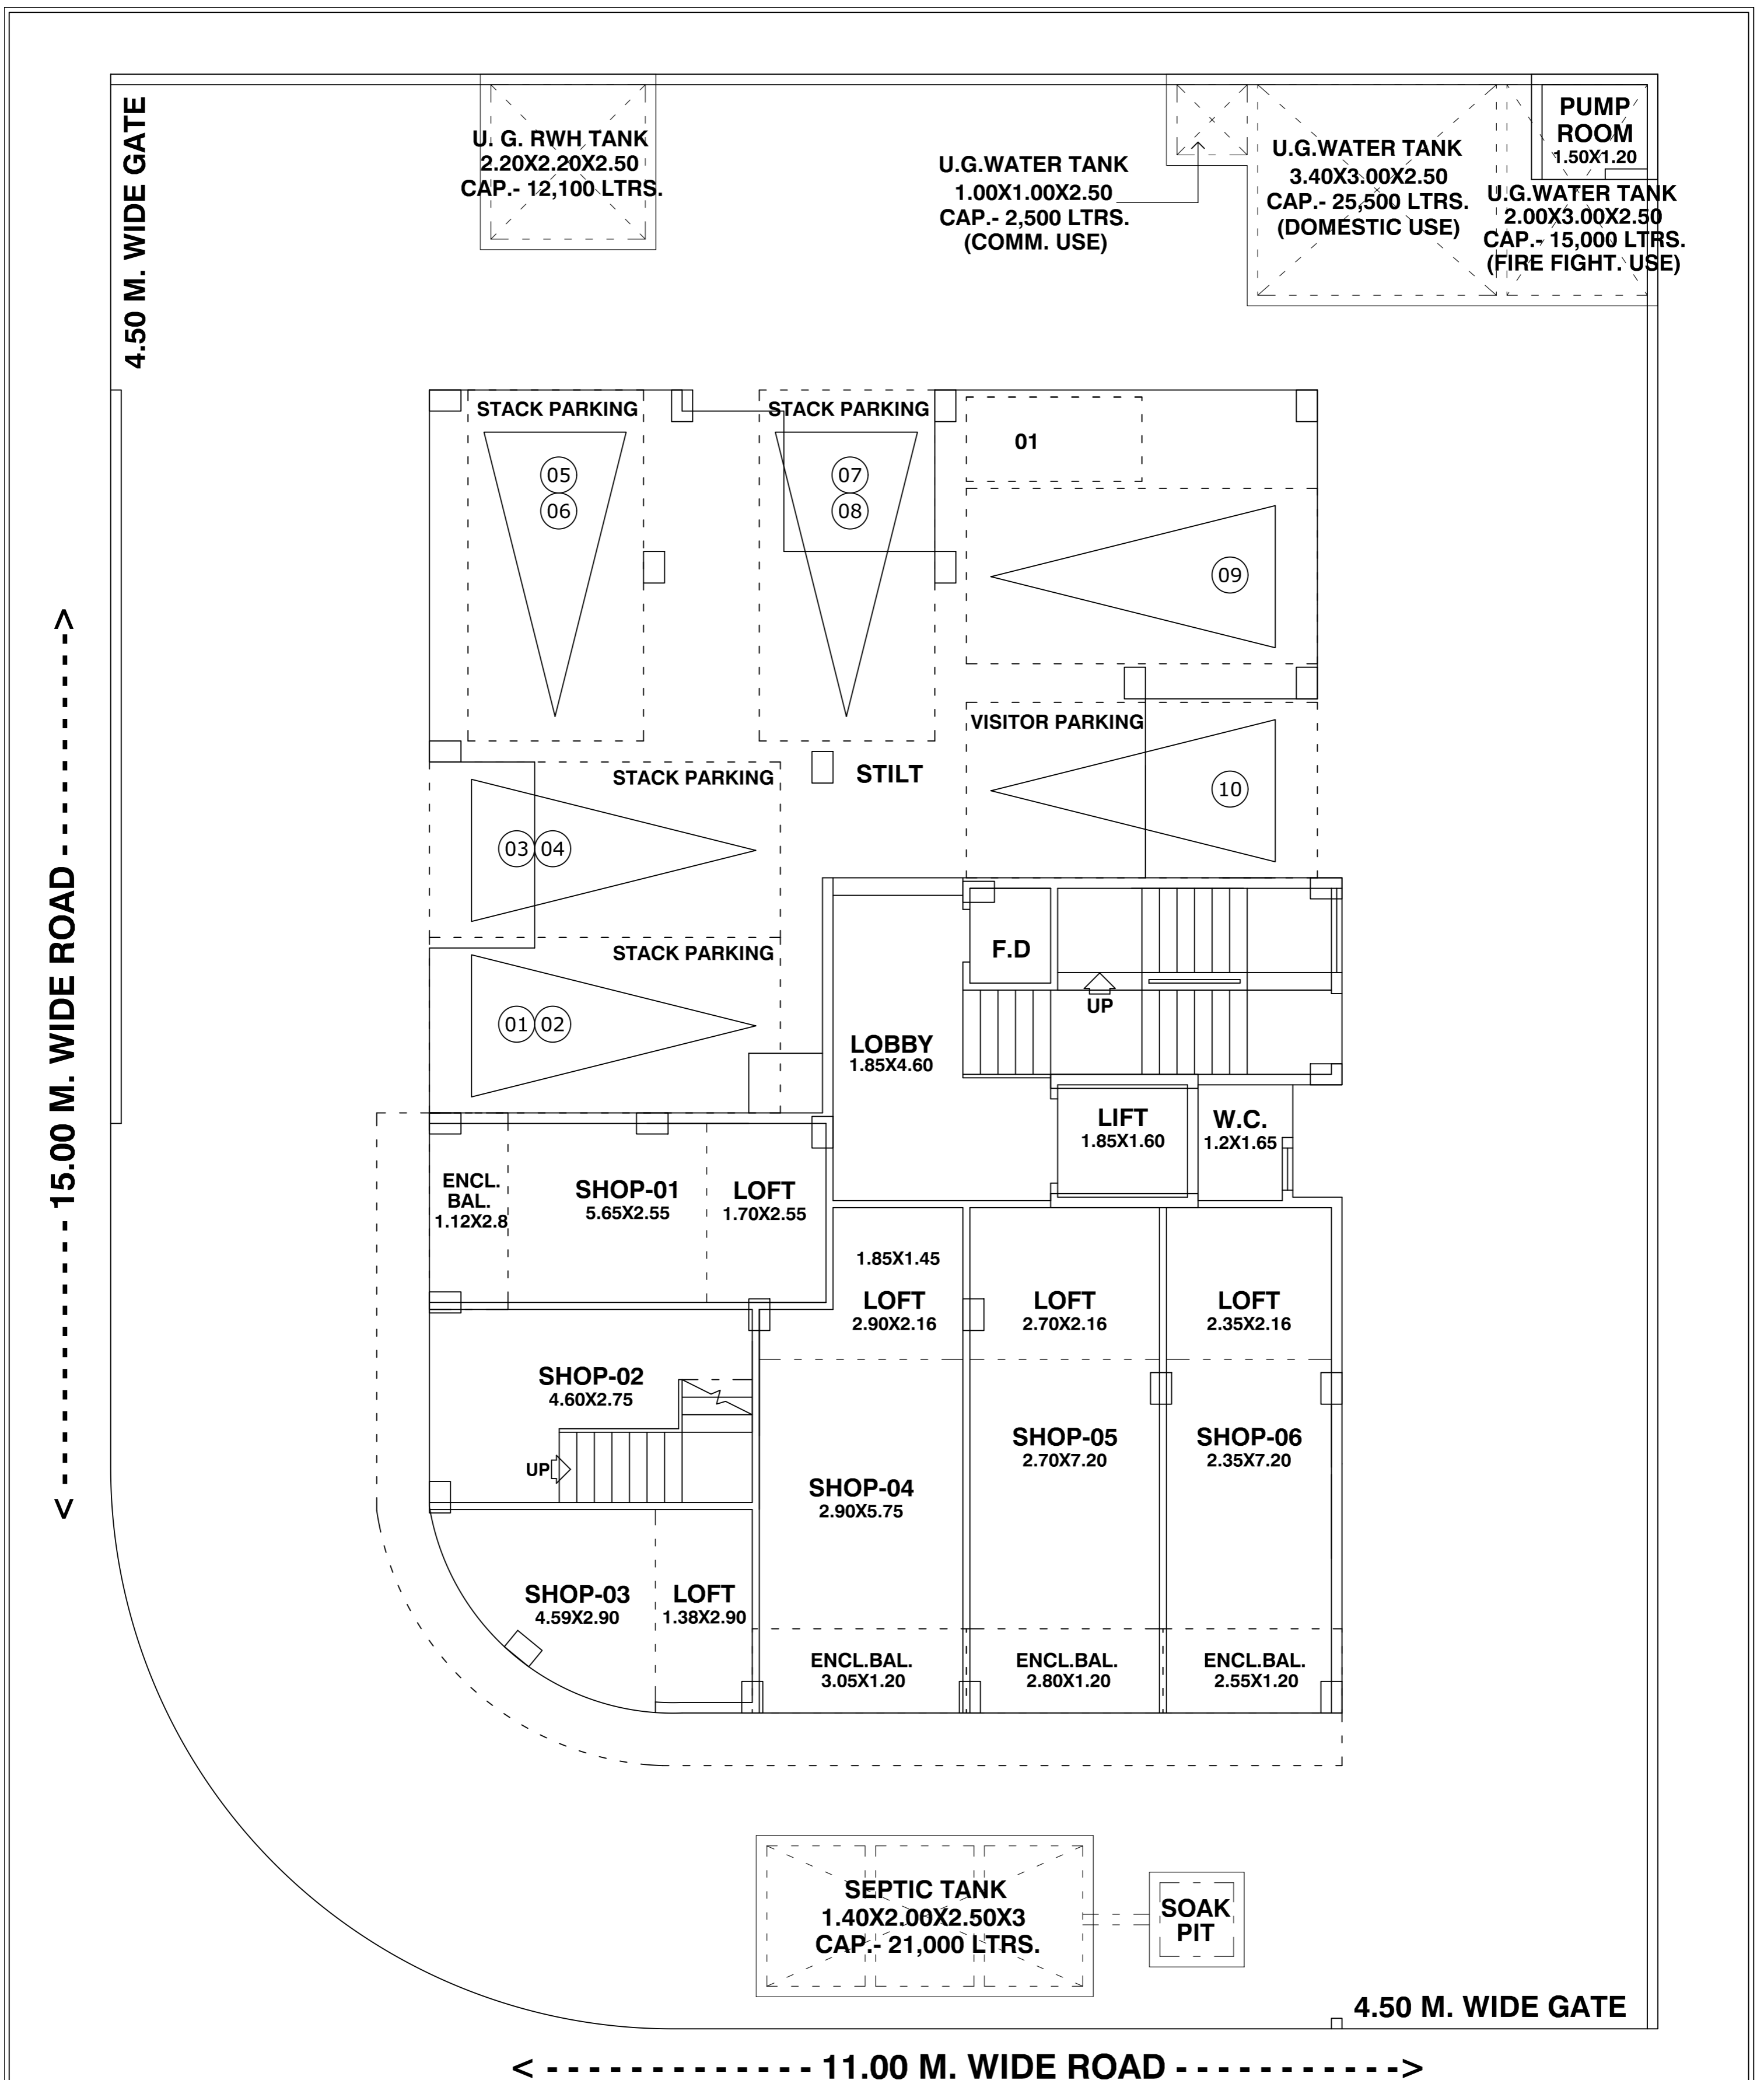 4.50 M. WIDE GATE
U. G. RWH TANK
2.20X2.20X2.50
CAP.- 12,100 LTRS.
U.G.WATER TANK
1.00X1.00X2.50
CAP.- 2,500 LTRS.
(COMM. USE)
U.G.WATER TANK
3.40X3.00X2.50
CAP.- 25,500 LTRS.
(DOMESTIC USE)
PUMP
ROOM
1.50X1.20
U.G.WATER TANK
2.00X3.00X2.50
CAP.- 15,000 LTRS.
(FIRE FIGHT. USE)
STACK PARKING
05
06
STACK PARKING
07
08
01
09
VISITOR PARKING
10
STILT
STACK PARKING
03 04
STACK PARKING
01 02
< - - - - - - - - - - - - - 15.00 M. WIDE ROAD - - - - - - - - - - - - ->
F.D
UP
LOBBY
1.85X4.60
LIFT
1.85X1.60
W.C.
1.2X1.65
ENCL.
BAL.
1.12X2.8
SHOP-01
5.65X2.55
LOFT
1.70X2.55
1.85X1.45
LOFT
2.90X2.16
LOFT
2.70X2.16
LOFT
2.35X2.16
SHOP-02
4.60X2.75
UP
SHOP-04
2.90X5.75
SHOP-05
2.70X7.20
SHOP-06
2.35X7.20
SHOP-03
4.59X2.90
LOFT
1.38X2.90
ENCL.BAL.
3.05X1.20
ENCL.BAL.
2.80X1.20
ENCL.BAL.
2.55X1.20
SEPTIC TANK
1.40X2.00X2.50X3
CAP.- 21,000 LTRS.
SOAK
PIT
4.50 M. WIDE GATE
< - - - - - - - - - - - - - 11.00 M. WIDE ROAD - - - - - - - - - - ->